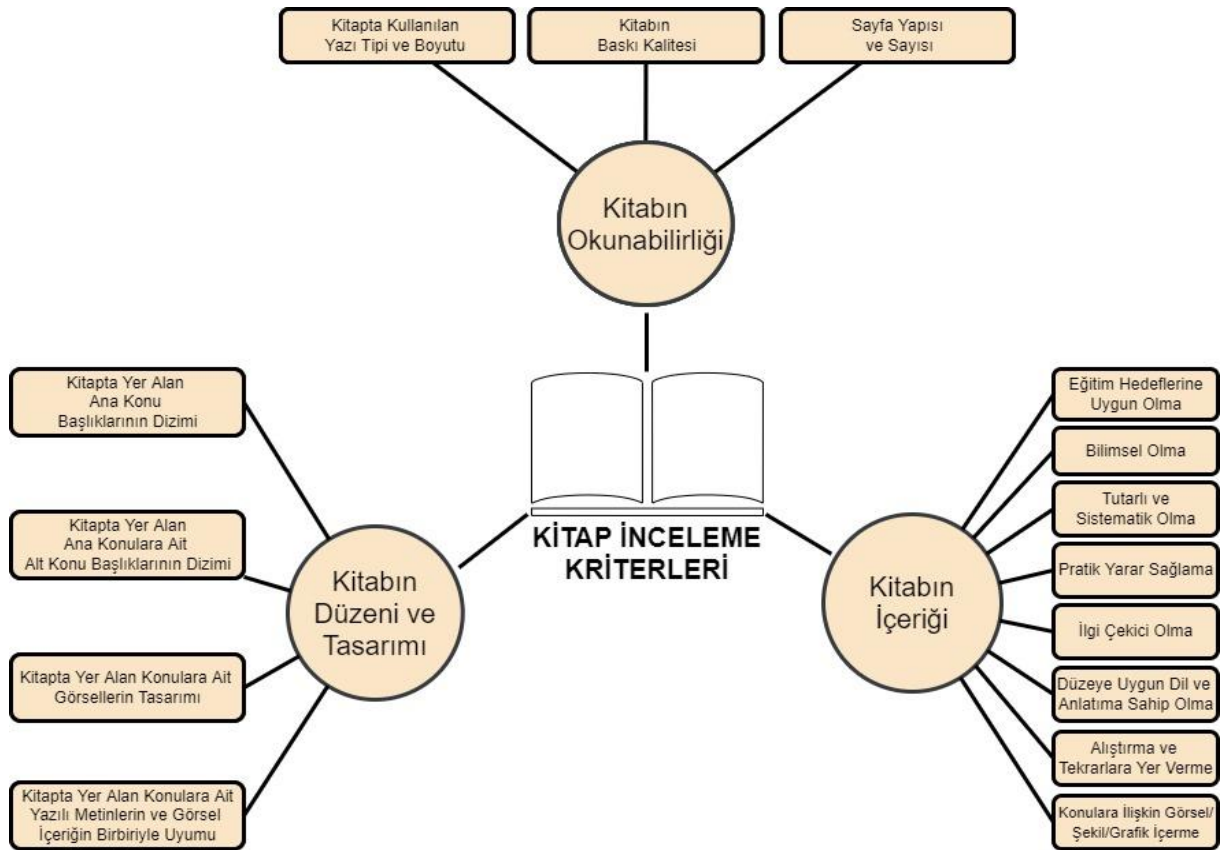 Kitapta Kullanılan
Yazı Tipi ve Boyutu
Kitabın
Baskı Kalitesi
Sayfa Yapısı
ve Sayısı
Kitabın
Okunabilirliği
KİTAP İNCELEME
KRİTERLERİ
Kitabın
Düzeni ve
Tasarımı
Kitapta Yer Alan
Ana Konu
Başlıklarının Dizimi
Kitapta Yer Alan
Ana Konulara Ait
Alt Konu Başlıklarının Dizimi
Kitapta Yer Alan Konulara Ait
Görsellerin Tasarımı
Kitapta Yer Alan Konulara Ait
Yazılı Metinlerin ve Görsel
İçeriğin Birbiriyle Uyumu
Kitabın
İçeriği
Eğitim Hedeflerine
Uygun Olma
Bilimsel Olma
Tutarlı ve
Sistematik Olma
Pratik Yarar Sağlama
İlgi Çekici Olma
Düzeye Uygun Dil ve
Anlatıma Sahip Olma
Alıştırma ve
Tekrarlara Yer Verme
Konulara İlişkin Görsel/
Şekil/Grafik İçerme